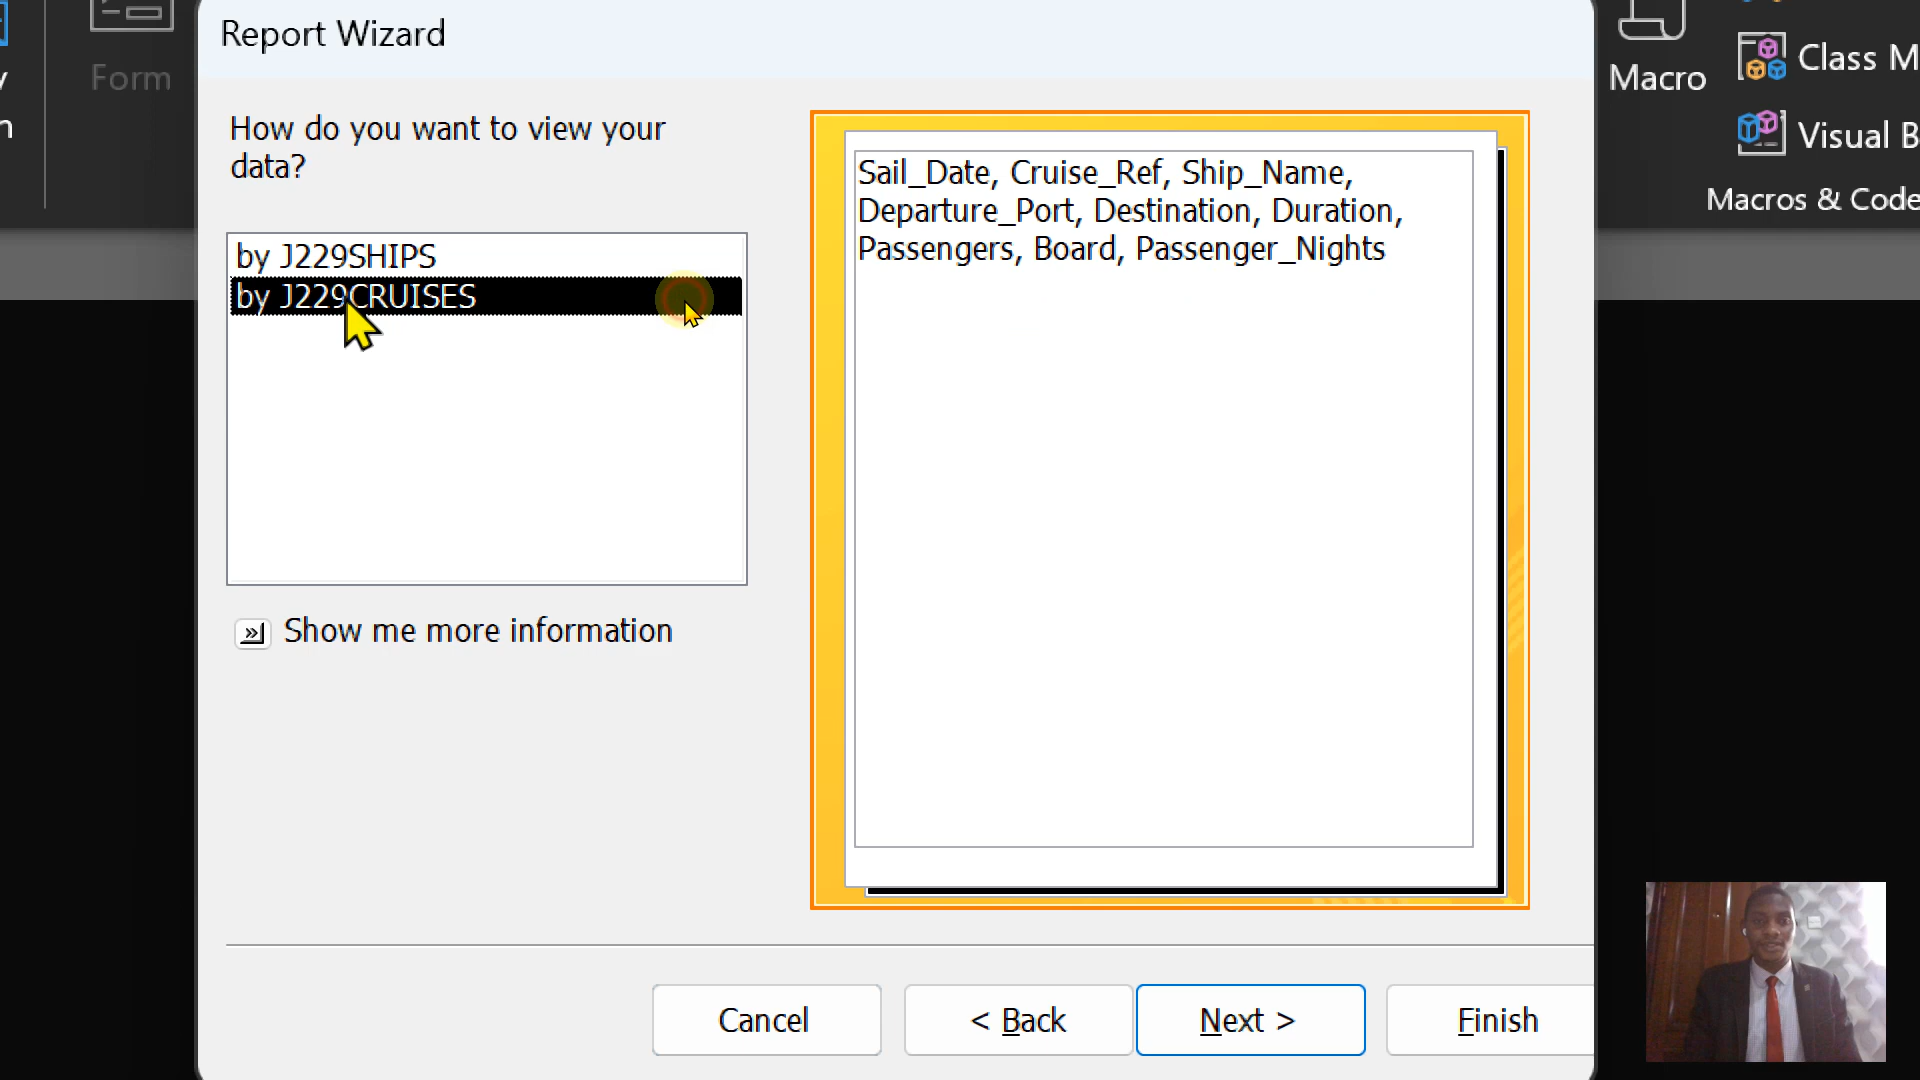 Report Wizard
Form
How do you want to view your
data?
by J229SHIPS
by J229CRUISES
Show me more information
Sail_Date, Cruise_Ref, Ship_Name,
Departure_Port, Destination, Duration,
Passengers, Board, Passenger_Nights
Cancel
< Back
Next >
Finish
Macro
Class M
Visual B
Macros & Code